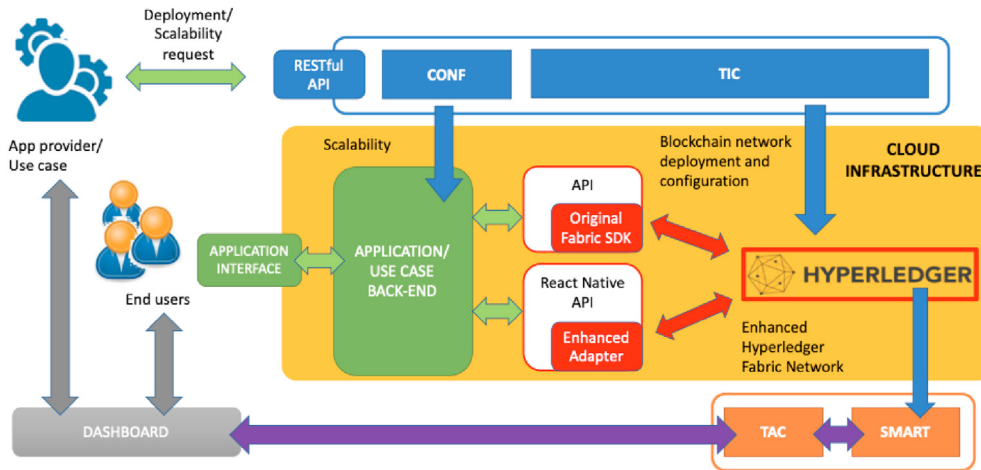 Deployment/
Scalability
request
RESTful
API
CONF
TIC
App provider/
Use case
Scalability
Blockchain network
deployment and
configuration
CLOUD
INFRASTRUCTURE
API
Original
Fabric SDK
APPLICATION
INTERFACE
APPLICATION/
USE CASE
BACK-END
HYPERLEDGER
React Native
API
Enhanced
Adapter
End users
Enhanced
Hyperledger
Fabric Network
DASHBOARD
TAC
SMART